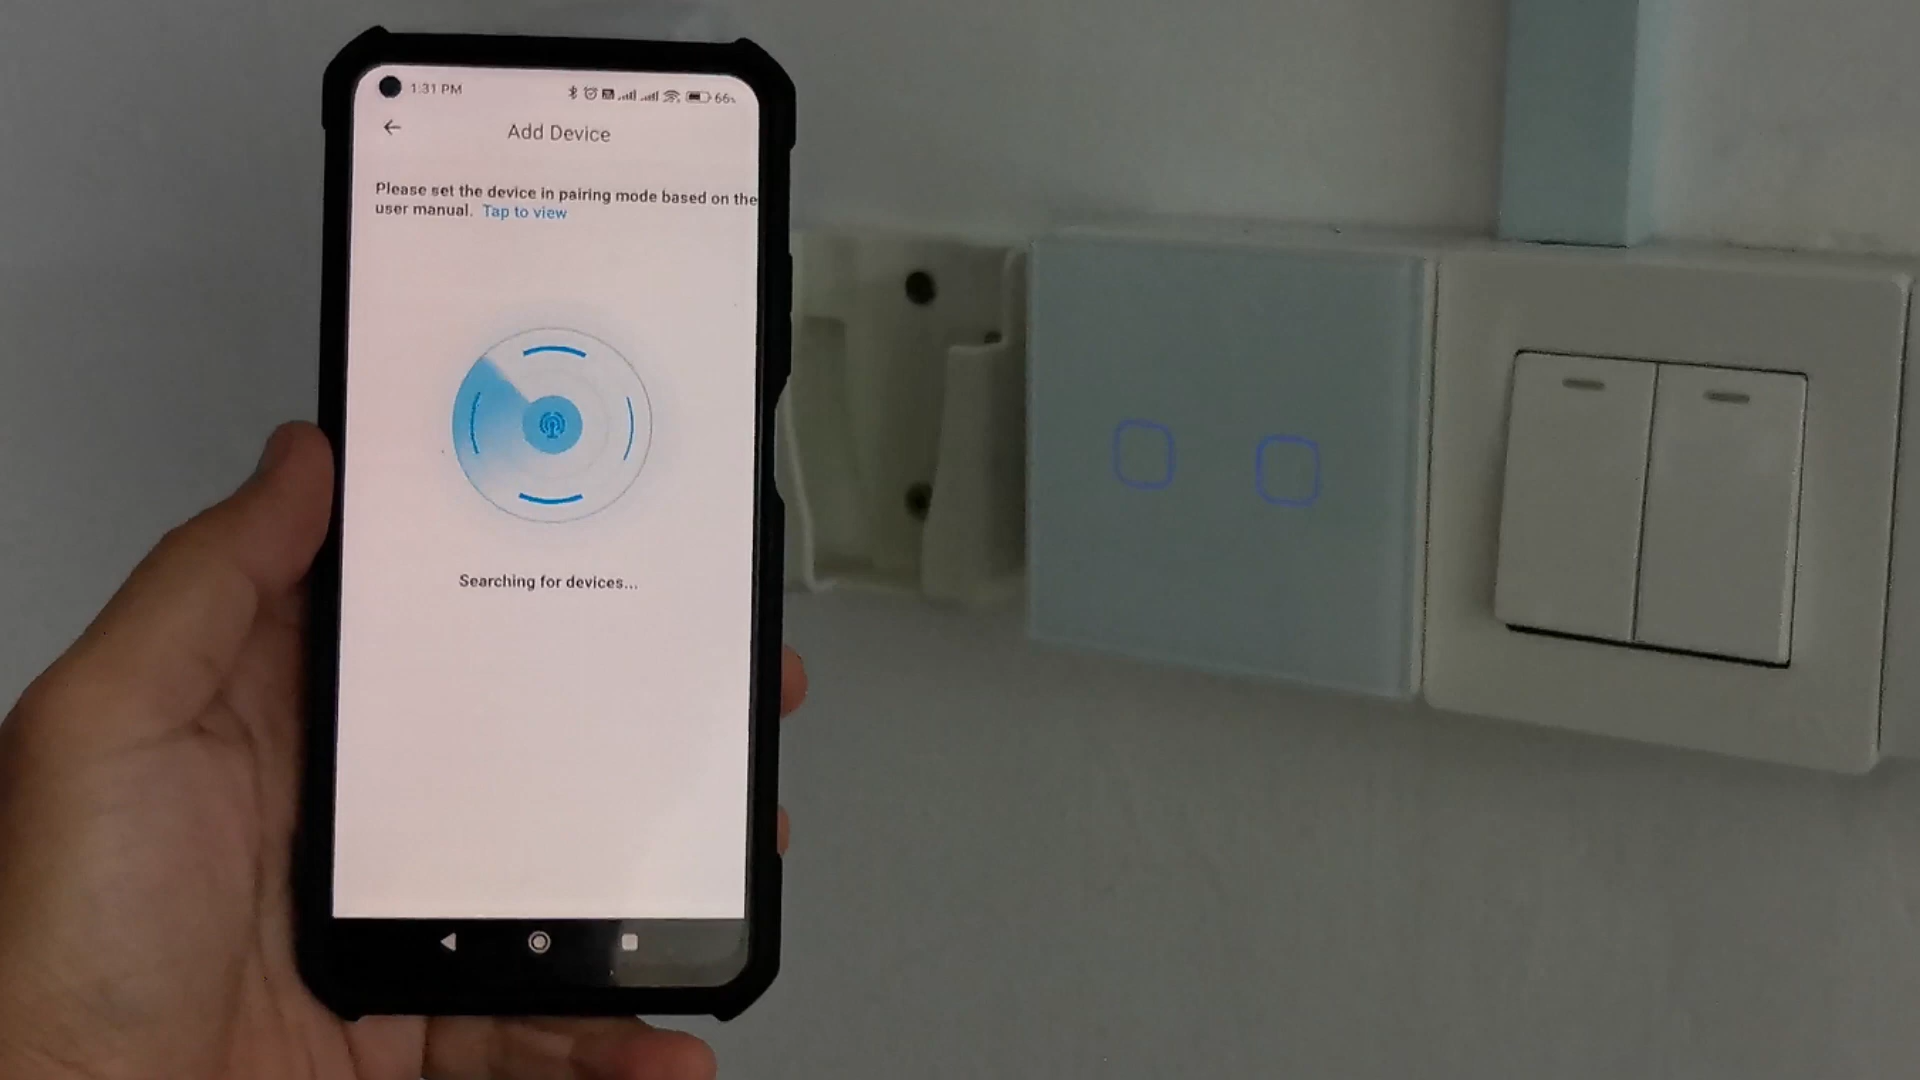 1:31 PM
66%
Add Device
Please set the device in pairing mode based on the
user manual. Tap to view
Searching for devices...